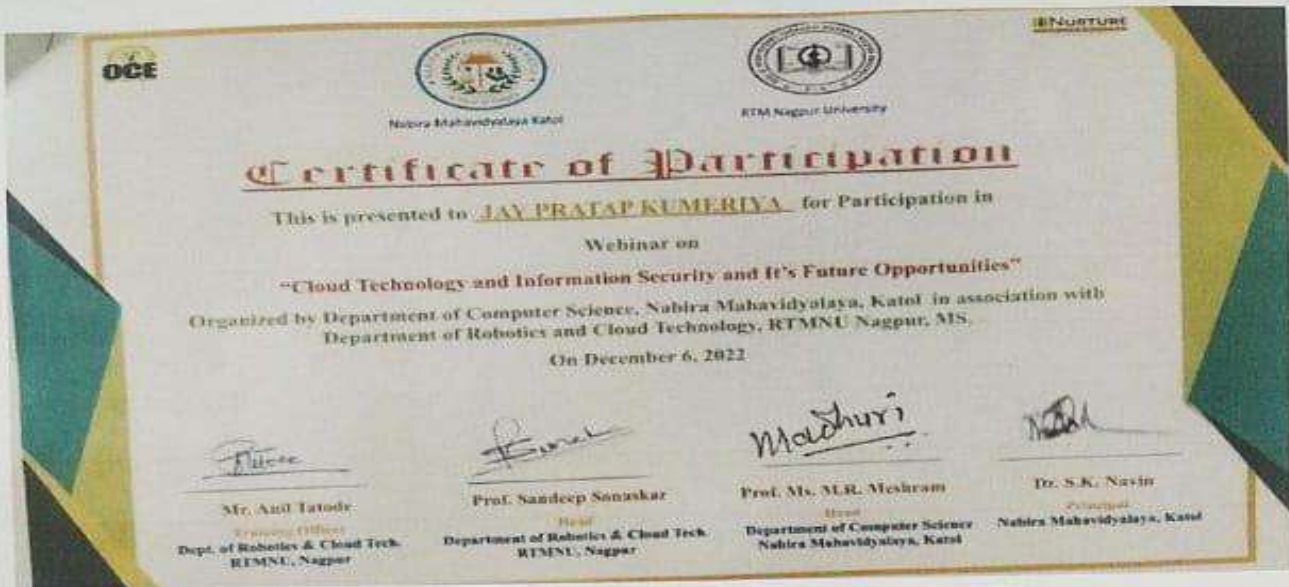 OCE
iNURTURE
Nabira Mahavidyalaya Katol
RTM Nagpur University
Certificate of Participation
This is presented to JAY PRATAP KUMERIYA for Participation in
Webinar on
“Cloud Technology and Information Security and It's Future Opportunities”
Organized by Department of Computer Science, Nabira Mahavidyalaya, Katol in association with
Department of Robotics and Cloud Technology, RTMNU Nagpur, MS.
On December 6, 2022
Madhuri
Mr. Anil Tatode
Training Officer
Dept. of Robotics & Cloud Tech.
RTMNU, Nagpur
Prof. Sandeep Sonaskar
Head
Department of Robotics & Cloud Tech.
RTMNU, Nagpur
Prof. Ms. M.R. Meshram
Head
Department of Computer Science
Nabira Mahavidyalaya, Katol
Dr. S.K. Navin
Principal
Nabira Mahavidyalaya, Katol